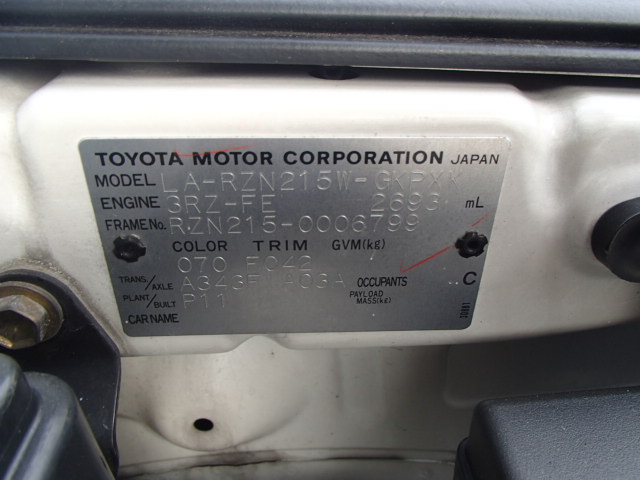 TOYOTA MOTOR CORPORATION JAPAN
MODEL LA-RZN215W-GKPXK
ENGINE 3RZ-FE 2693 mL
FRAME No. RZN215-0006799
COLOR TRIM GVM(kg)
070 FC42
TRANS./AXLE A343F A03A OCCUPANTS C
PLANT/BUILT P11 PAYLOAD MASS(kg)
CAR NAME